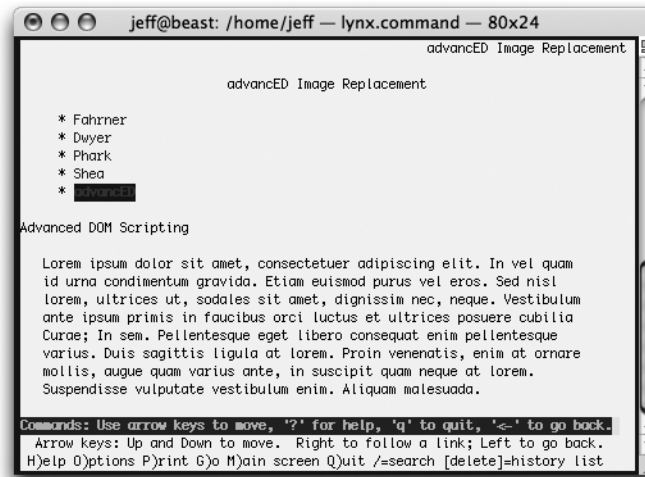 jeff@beast: /home/jeff — lynx.command — 80x24
advancED Image Replacement
advancED Image Replacement
* Fahrner
* Dwyer
* Phark
* Shea
* advancED
Advanced DOM Scripting
Lorem ipsum dolor sit amet, consectetuer adipiscing elit. In vel quam
id urna condimentum gravida. Etiam euismod purus vel eros. Sed nisl
lorem, ultrices ut, sodales sit amet, dignissim nec, neque. Vestibulum
ante ipsum primis in faucibus orci luctus et ultrices posuere cubilia
Curae; In sem. Pellentesque eget libero consequat enim pellentesque
varius. Duis sagittis ligula at lorem. Proin venenatis, enim at ornare
mollis, augue quam varius ante, in suscipit quam neque at lorem.
Suspendisse vulputate vestibulum enim. Aliquam malesuada.
Commands: Use arrow keys to move, '?' for help, 'q' to quit, '<-' to go back.
Arrow keys: Up and Down to move. Right to follow a link; Left to go back.
H)elp O)ptions P)rint G)o M)ain screen Q)uit /=search [delete]=history list